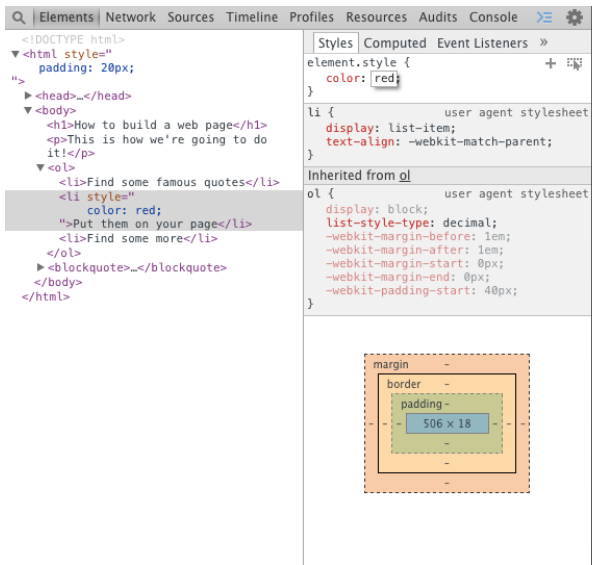 Elements Network Sources Timeline Profiles Resources Audits Console
<!DOCTYPE html>
<html style="
padding: 20px;
">
<head>…</head>
<body>
<h1>How to build a web page</h1>
<p>This is how we're going to do
it!</p>
<ol>
<li>Find some famous quotes</li>
<li style="
color: red;
">Put them on your page</li>
<li>Find some more</li>
</ol>
<blockquote>…</blockquote>
</body>
</html>
Styles Computed Event Listeners »
element.style {
color: red;
}
li { user agent stylesheet
display: list-item;
text-align: -webkit-match-parent;
}
Inherited from ol
ol { user agent stylesheet
display: block;
list-style-type: decimal;
-webkit-margin-before: 1em;
-webkit-margin-after: 1em;
-webkit-margin-start: 0px;
-webkit-margin-end: 0px;
-webkit-padding-start: 40px;
}
margin -
border -
padding -
- - - 506 × 18 - - -
-
-
-